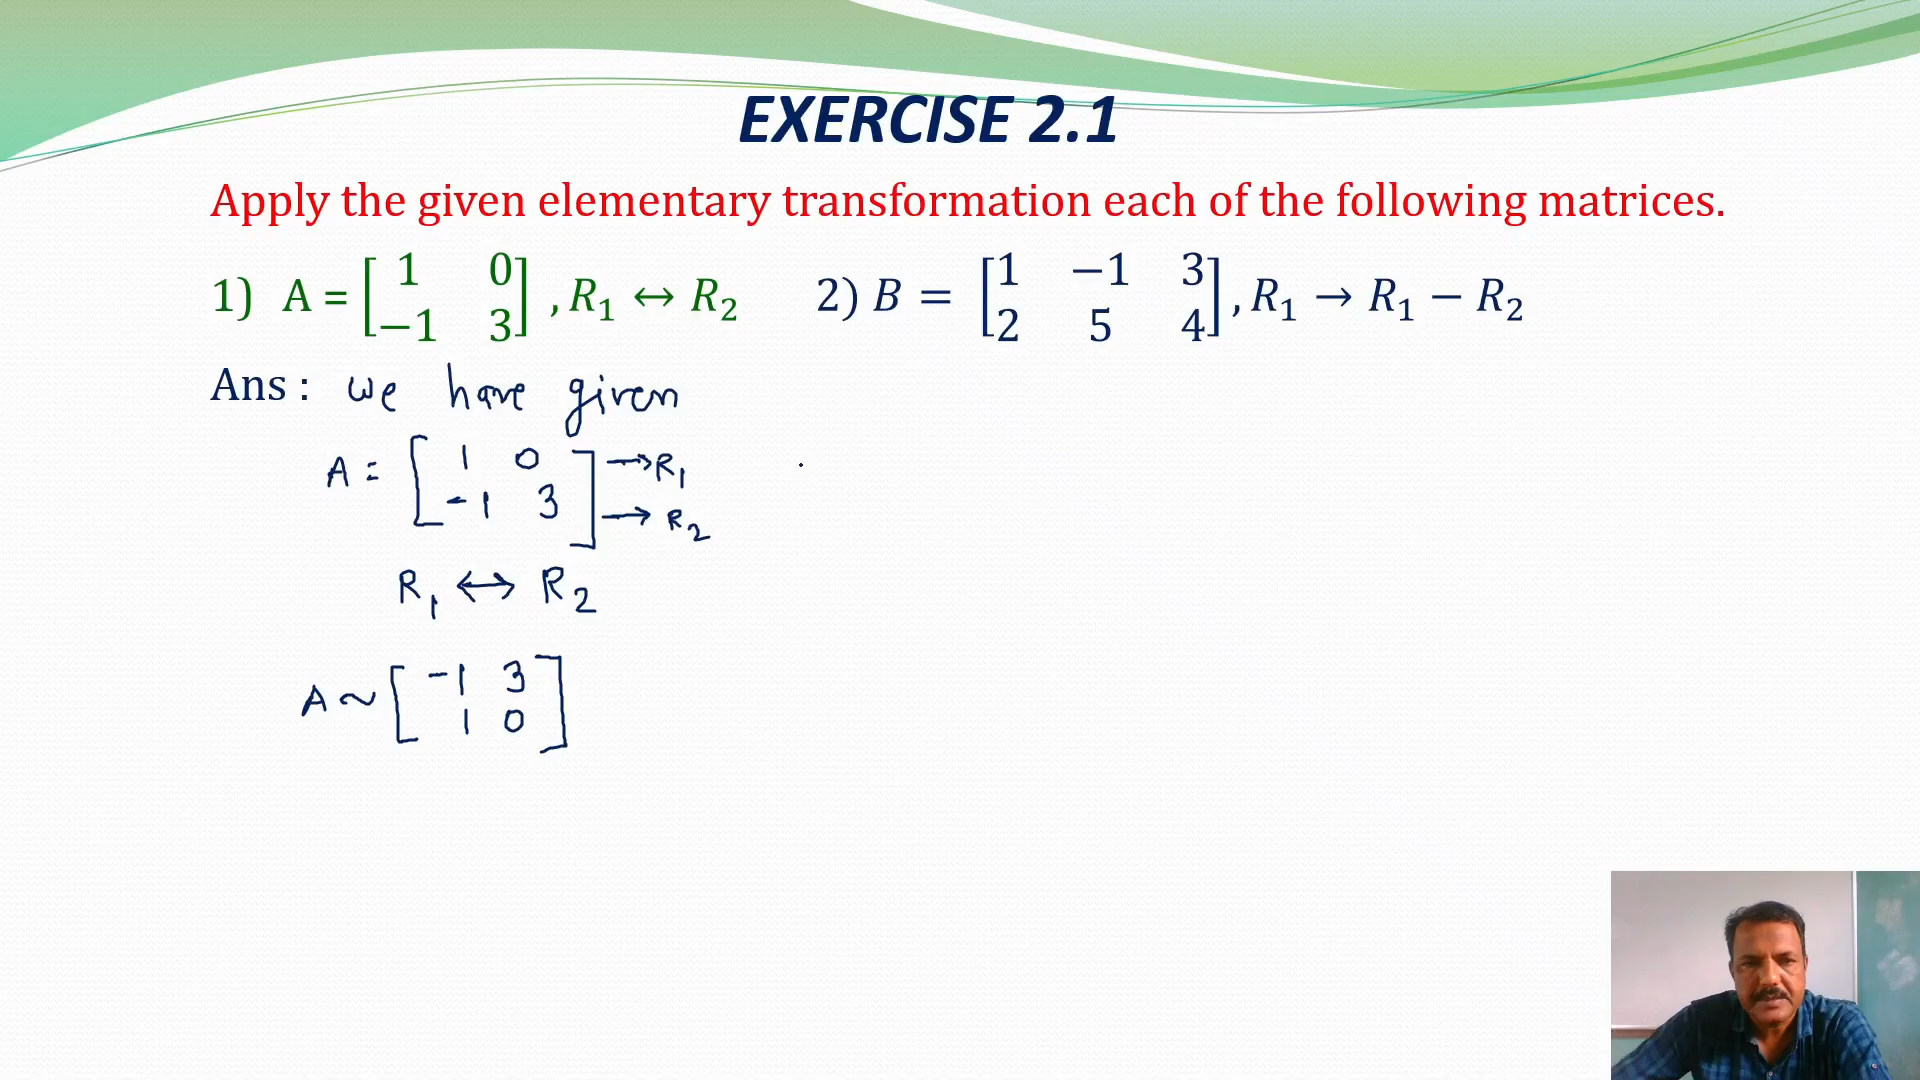 EXERCISE 2.1
Apply the given elementary transformation each of the following matrices.
1) A = [1 0
−1 3] , R₁ ↔ R₂
2) B = [1 −1 3
2 5 4], R₁ → R₁ − R₂
Ans : we have given
A = [1 0 → R₁
-1 3] → R₂
R₁ ↔ R₂
A ~ [-1 3
1 0]